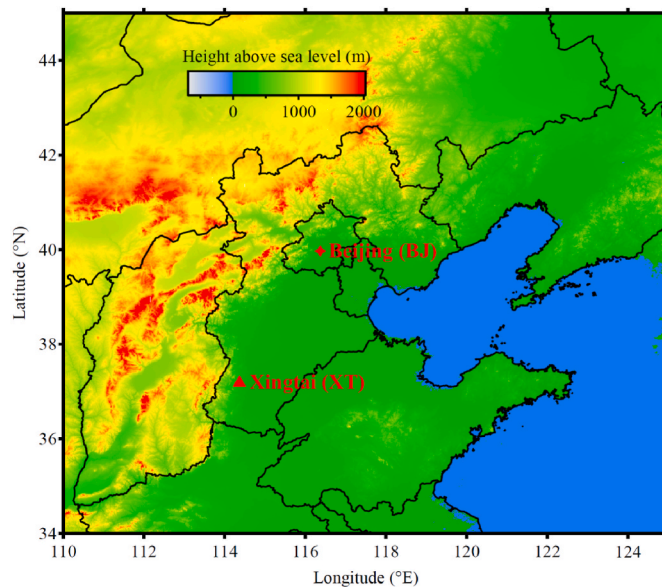 Height above sea level (m)
0 1000 2000
44
42
40
38
36
34
Latitude (°N)
Beijing (BJ)
Xingtai (XT)
110 112 114 116 118 120 122 124
Longitude (°E)